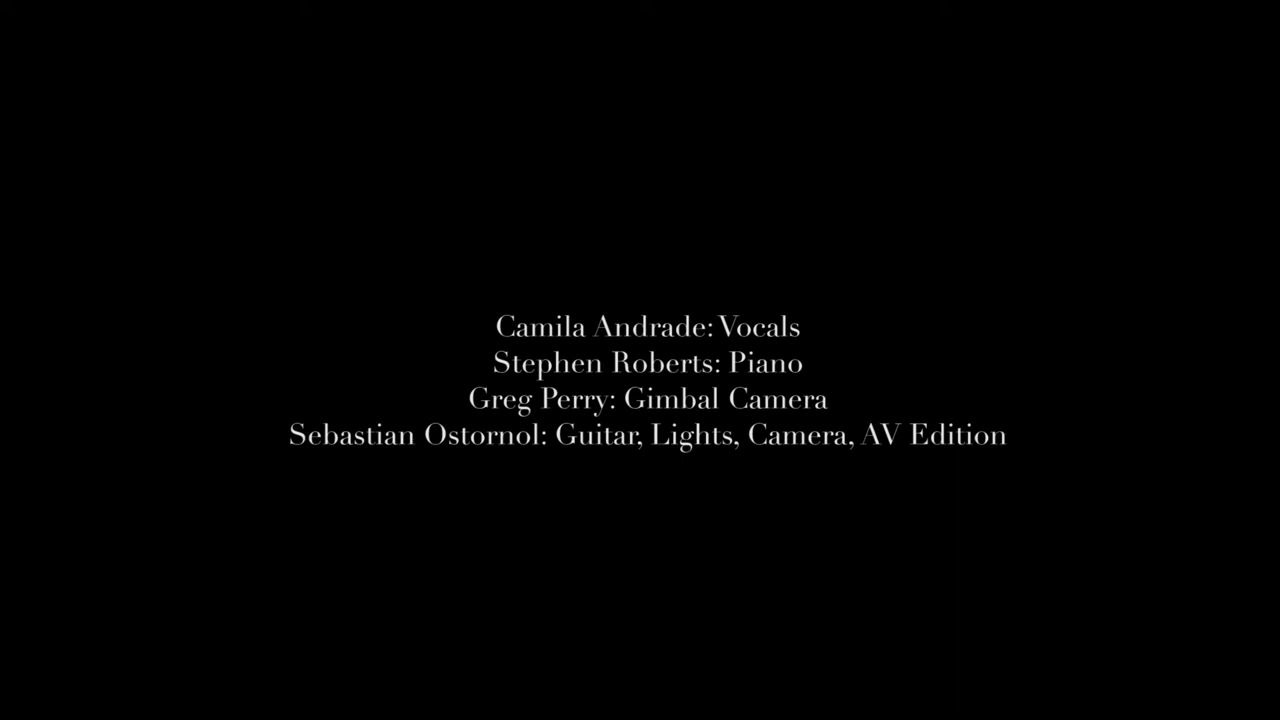 Camila Andrade: Vocals
Stephen Roberts: Piano
Greg Perry: Gimbal Camera
Sebastian Ostornol: Guitar, Lights, Camera, AV Edition